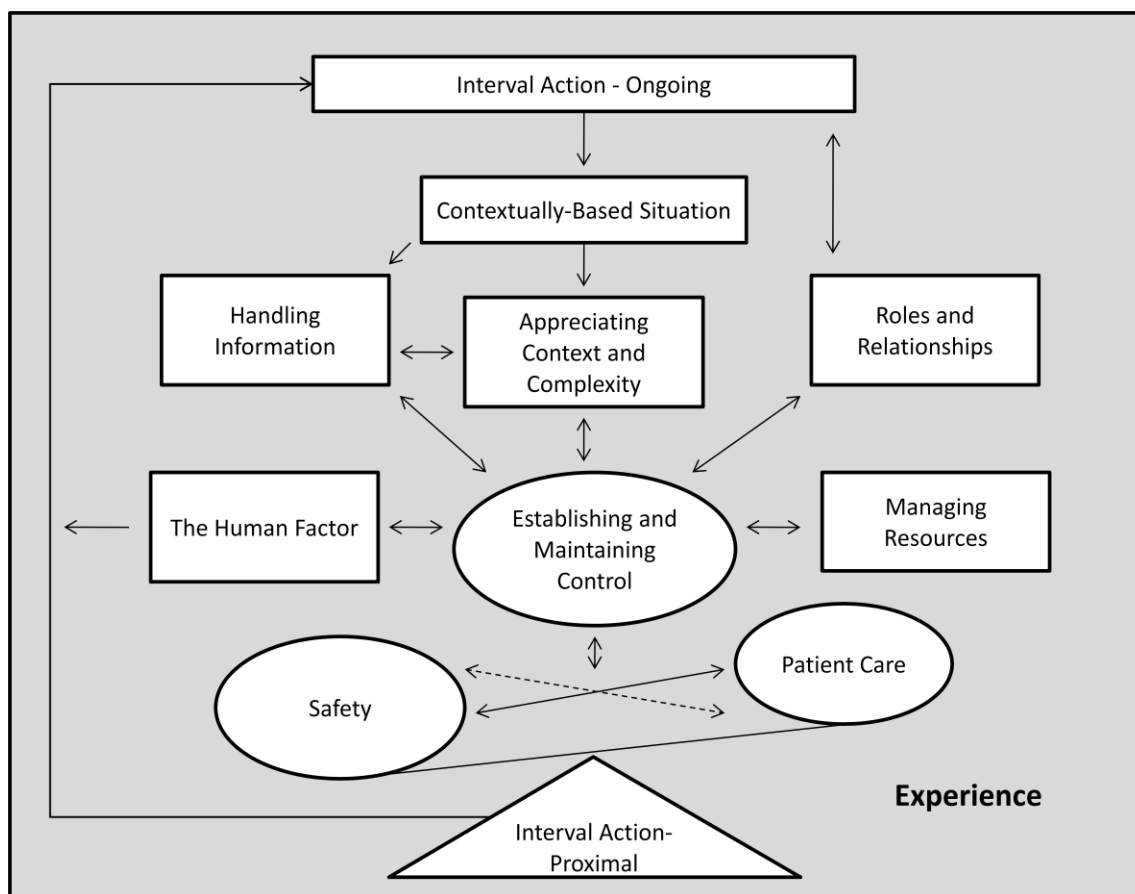 Interval Action - Ongoing
Contextually-Based Situation
Handling
Information
Appreciating
Context and
Complexity
Roles and
Relationships
The Human Factor
Establishing and
Maintaining
Control
Managing
Resources
Safety
Patient Care
Experience
Interval Action-
Proximal